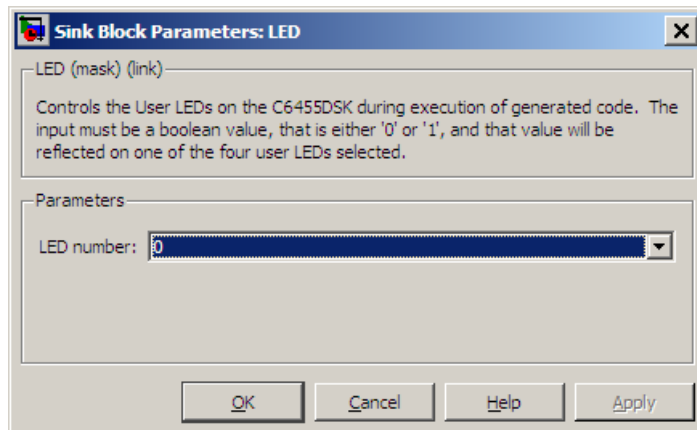 Sink Block Parameters: LED
LED (mask) (link)
Controls the User LEDs on the C6455DSK during execution of generated code. The
input must be a boolean value, that is either '0' or '1', and that value will be
reflected on one of the four user LEDs selected.
Parameters
LED number: 0
OK Cancel Help Apply